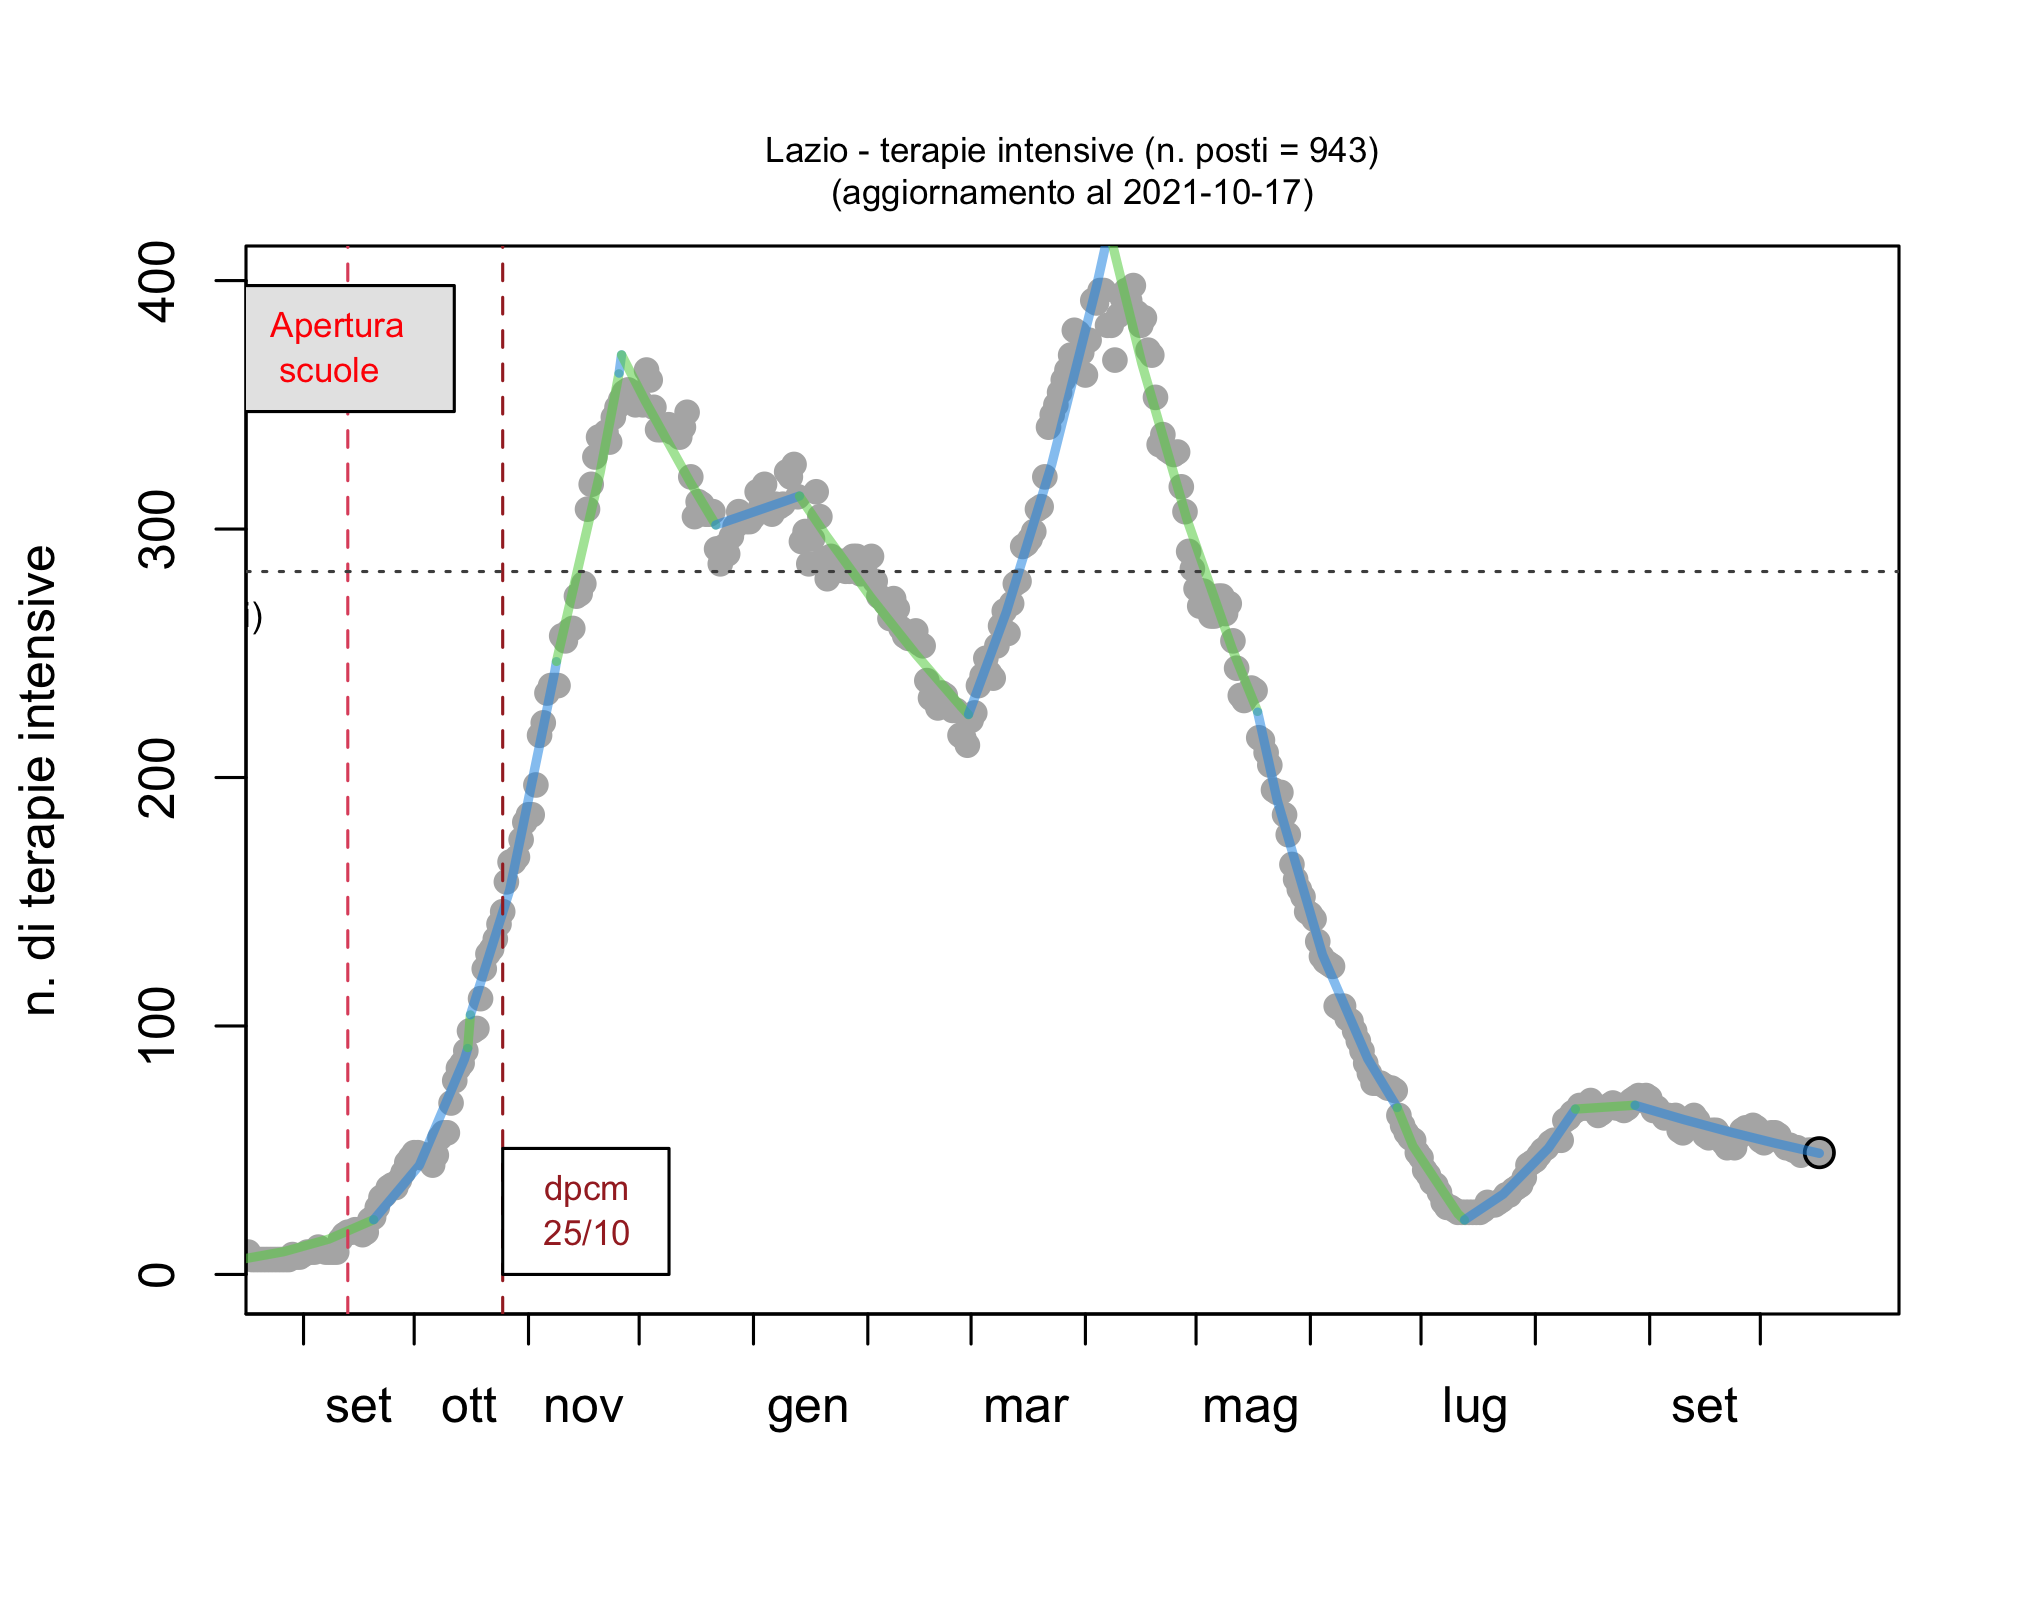 Lazio - terapie intensive (n. posti = 943)
(aggiornamento al 2021-10-17)
n. di terapie intensive
400
300
200
100
0
Apertura
scuole
i)
dpcm
25/10
set ott nov gen mar mag lug set